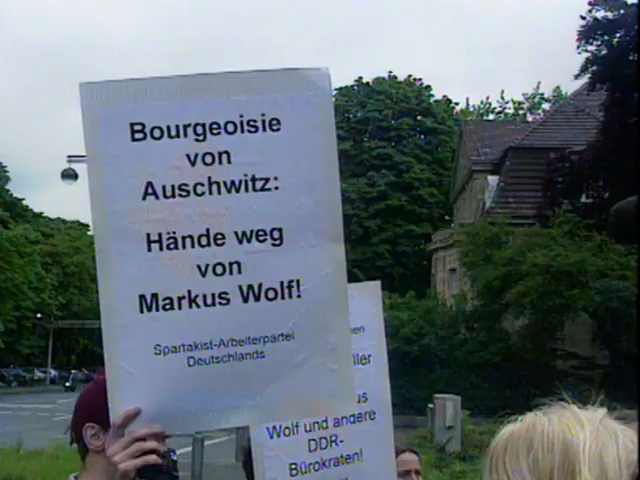 Bourgeoisie
von
Auschwitz:
Hände weg
von
Markus Wolf!
Spartakist-Arbeiterpartei
Deutschlands
Wolf und andere
DDR-
Bürokraten!